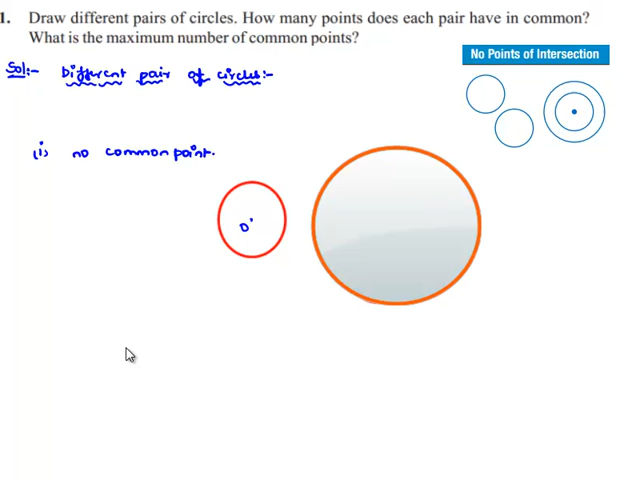 1. Draw different pairs of circles. How many points does each pair have in common?
What is the maximum number of common points?
No Points of Intersection
Sol:- Different pair of circles:-
(i) no common point.
O'